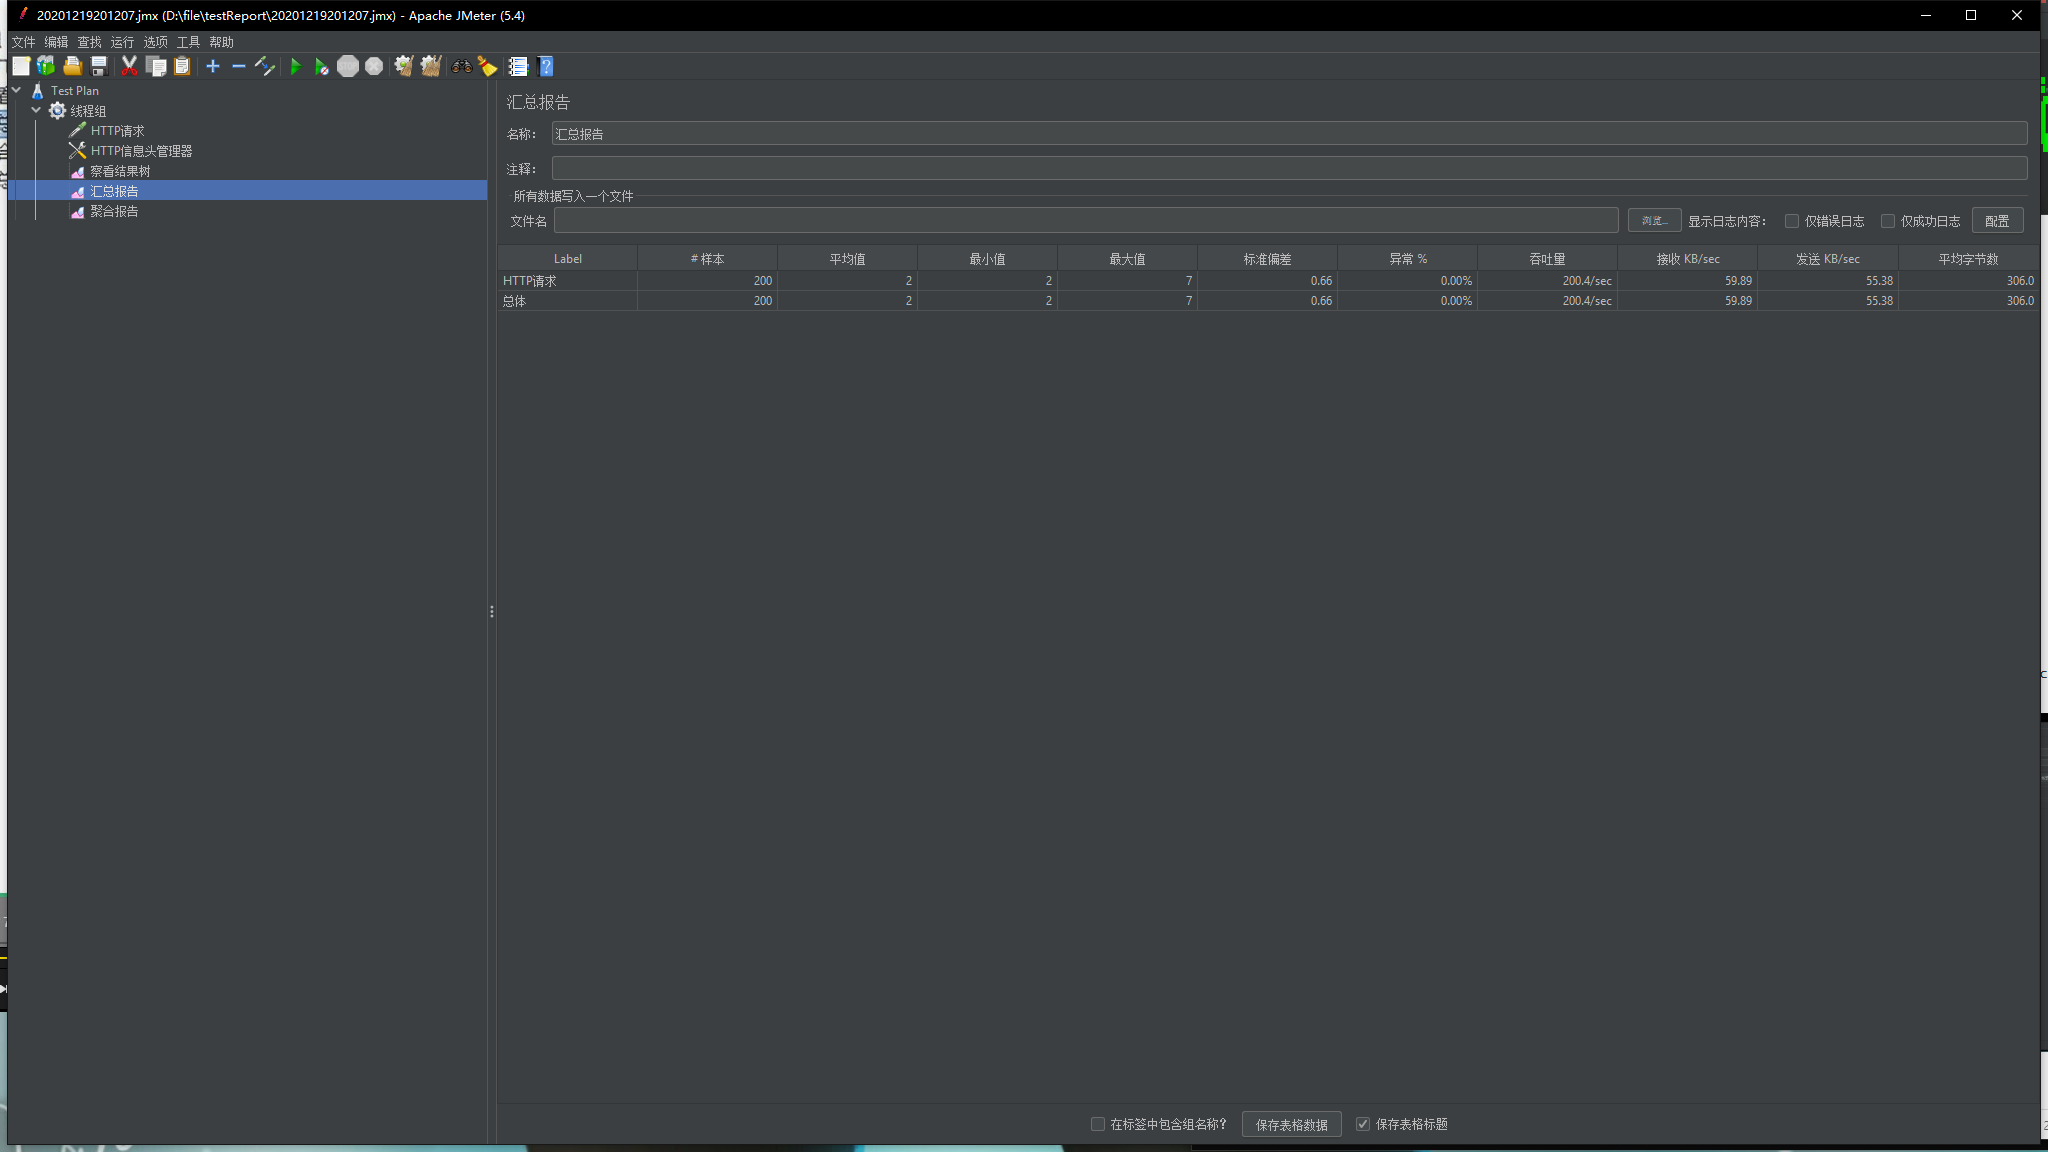 20201219201207.jmx (D:\file\testReport\20201219201207.jmx) - Apache JMeter (5.4)
文件 编辑 查找 运行 选项 工具 帮助
Test Plan
线程组
HTTP请求
HTTP信息头管理器
察看结果树
汇总报告
聚合报告
汇总报告
名称： 汇总报告
注释：
所有数据写入一个文件
文件名 浏览... 显示日志内容： 仅错误日志 仅成功日志 配置
Label # 样本 平均值 最小值 最大值 标准偏差 异常 % 吞吐量 接收 KB/sec 发送 KB/sec 平均字节数
HTTP请求 200 2 2 7 0.66 0.00% 200.4/sec 59.89 55.38 306.0
总体 200 2 2 7 0.66 0.00% 200.4/sec 59.89 55.38 306.0
在标签中包含组名称？ 保存表格数据 保存表格标题